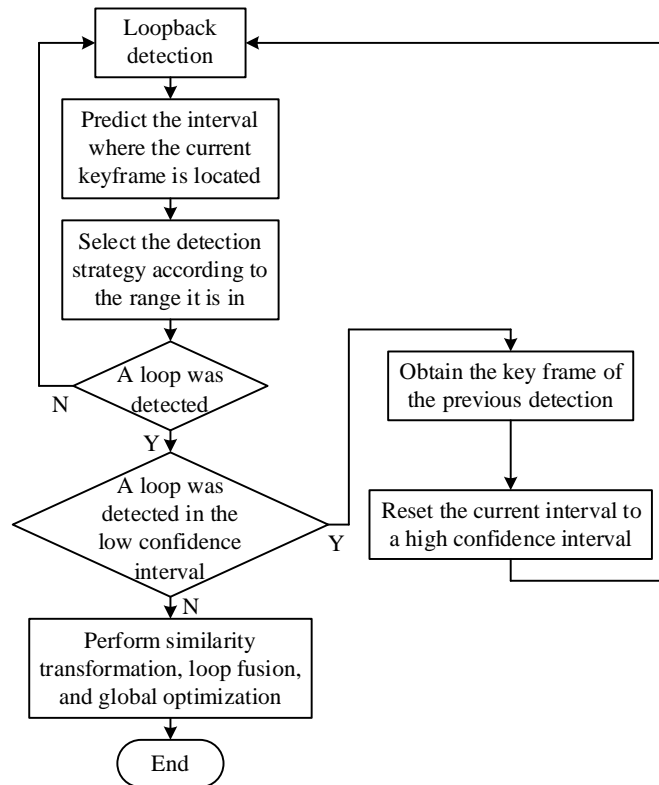 Loopback
detection
Predict the interval
where the current
keyframe is located
Select the detection
strategy according to
the range it is in
A loop was
detected
N
Y
A loop was
detected in the
low confidence
interval
Y
N
Obtain the key frame of
the previous detection
Reset the current interval to
a high confidence interval
Perform similarity
transformation, loop fusion,
and global optimization
End